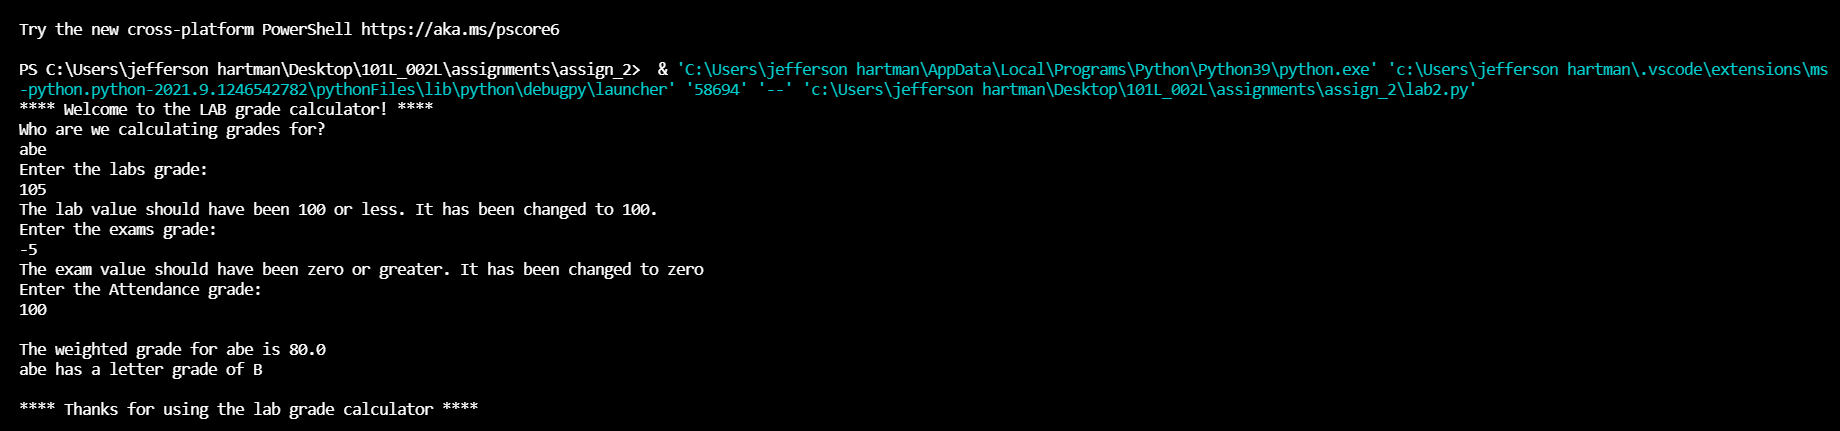 Try the new cross-platform PowerShell https://aka.ms/pscore6
PS C:\Users\jefferson hartman\Desktop\101L_002L\assignments\assign_2>  & 'C:\Users\jefferson hartman\AppData\Local\Programs\Python\Python39\python.exe' 'c:\Users\jefferson hartman\.vscode\extensions\ms
-python.python-2021.9.1246542782\pythonFiles\lib\python\debugpy\launcher' '58694' '--' 'c:\Users\jefferson hartman\Desktop\101L_002L\assignments\assign_2\lab2.py'
**** Welcome to the LAB grade calculator! ****
Who are we calculating grades for?
abe
Enter the labs grade:
105
The lab value should have been 100 or less. It has been changed to 100.
Enter the exams grade:
-5
The exam value should have been zero or greater. It has been changed to zero
Enter the Attendance grade:
100
The weighted grade for abe is 80.0
abe has a letter grade of B
**** Thanks for using the lab grade calculator ****